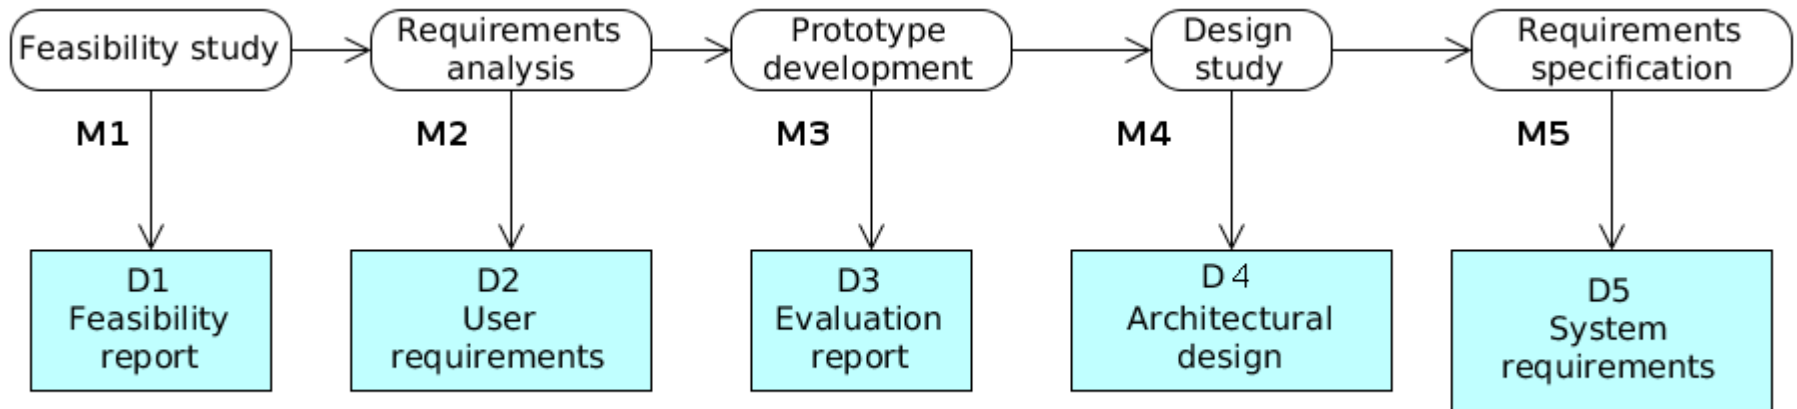 Feasibility study
Requirements
analysis
Prototype
development
Design
study
Requirements
specification
M1
M2
M3
M4
M5
D1
Feasibility
report
D2
User
requirements
D3
Evaluation
report
D 4
Architectural
design
D5
System
requirements